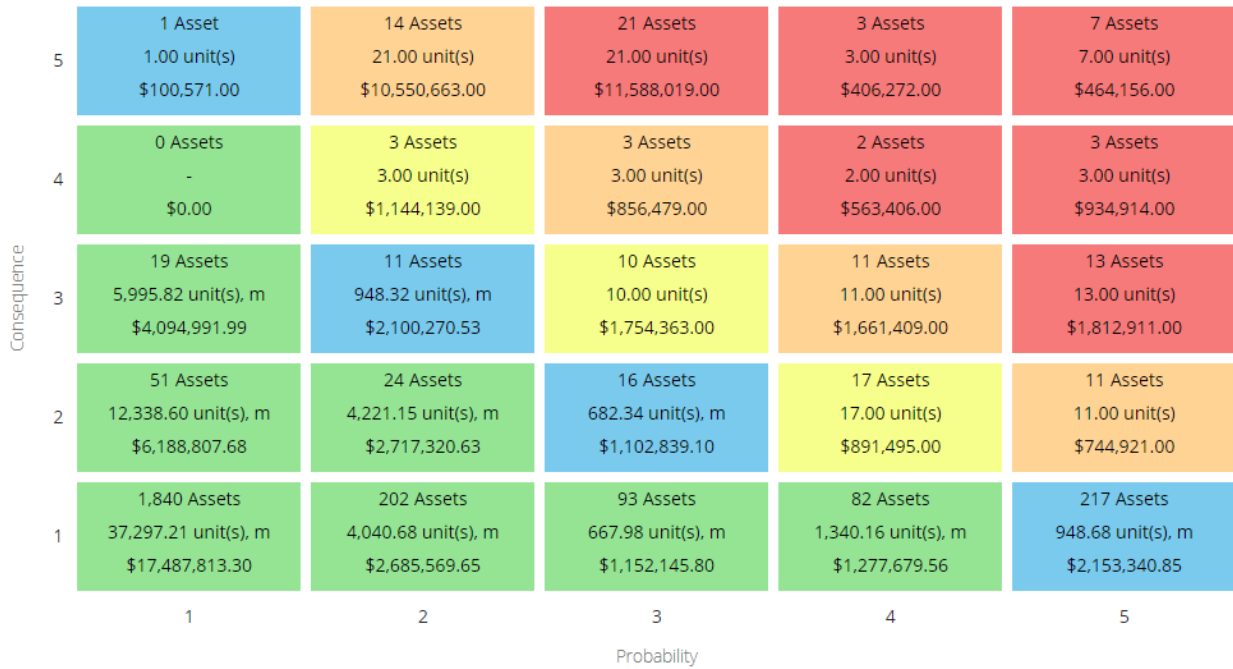 1 Asset
1.00 unit(s)
$100,571.00
14 Assets
21.00 unit(s)
$10,550,663.00
21 Assets
21.00 unit(s)
$11,588,019.00
3 Assets
3.00 unit(s)
$406,272.00
7 Assets
7.00 unit(s)
$464,156.00
5
0 Assets
-
$0.00
3 Assets
3.00 unit(s)
$1,144,139.00
3 Assets
3.00 unit(s)
$856,479.00
2 Assets
2.00 unit(s)
$563,406.00
3 Assets
3.00 unit(s)
$934,914.00
4
19 Assets
5,995.82 unit(s), m
$4,094,991.99
11 Assets
948.32 unit(s), m
$2,100,270.53
10 Assets
10.00 unit(s)
$1,754,363.00
11 Assets
11.00 unit(s)
$1,661,409.00
13 Assets
13.00 unit(s)
$1,812,911.00
3
Consequence
51 Assets
12,338.60 unit(s), m
$6,188,807.68
24 Assets
4,221.15 unit(s), m
$2,717,320.63
16 Assets
682.34 unit(s), m
$1,102,839.10
17 Assets
17.00 unit(s)
$891,495.00
11 Assets
11.00 unit(s)
$744,921.00
2
1,840 Assets
37,297.21 unit(s), m
$17,487,813.30
202 Assets
4,040.68 unit(s), m
$2,685,569.65
93 Assets
667.98 unit(s), m
$1,152,145.80
82 Assets
1,340.16 unit(s), m
$1,277,679.56
217 Assets
948.68 unit(s), m
$2,153,340.85
1
1 2 3 4 5
Probability